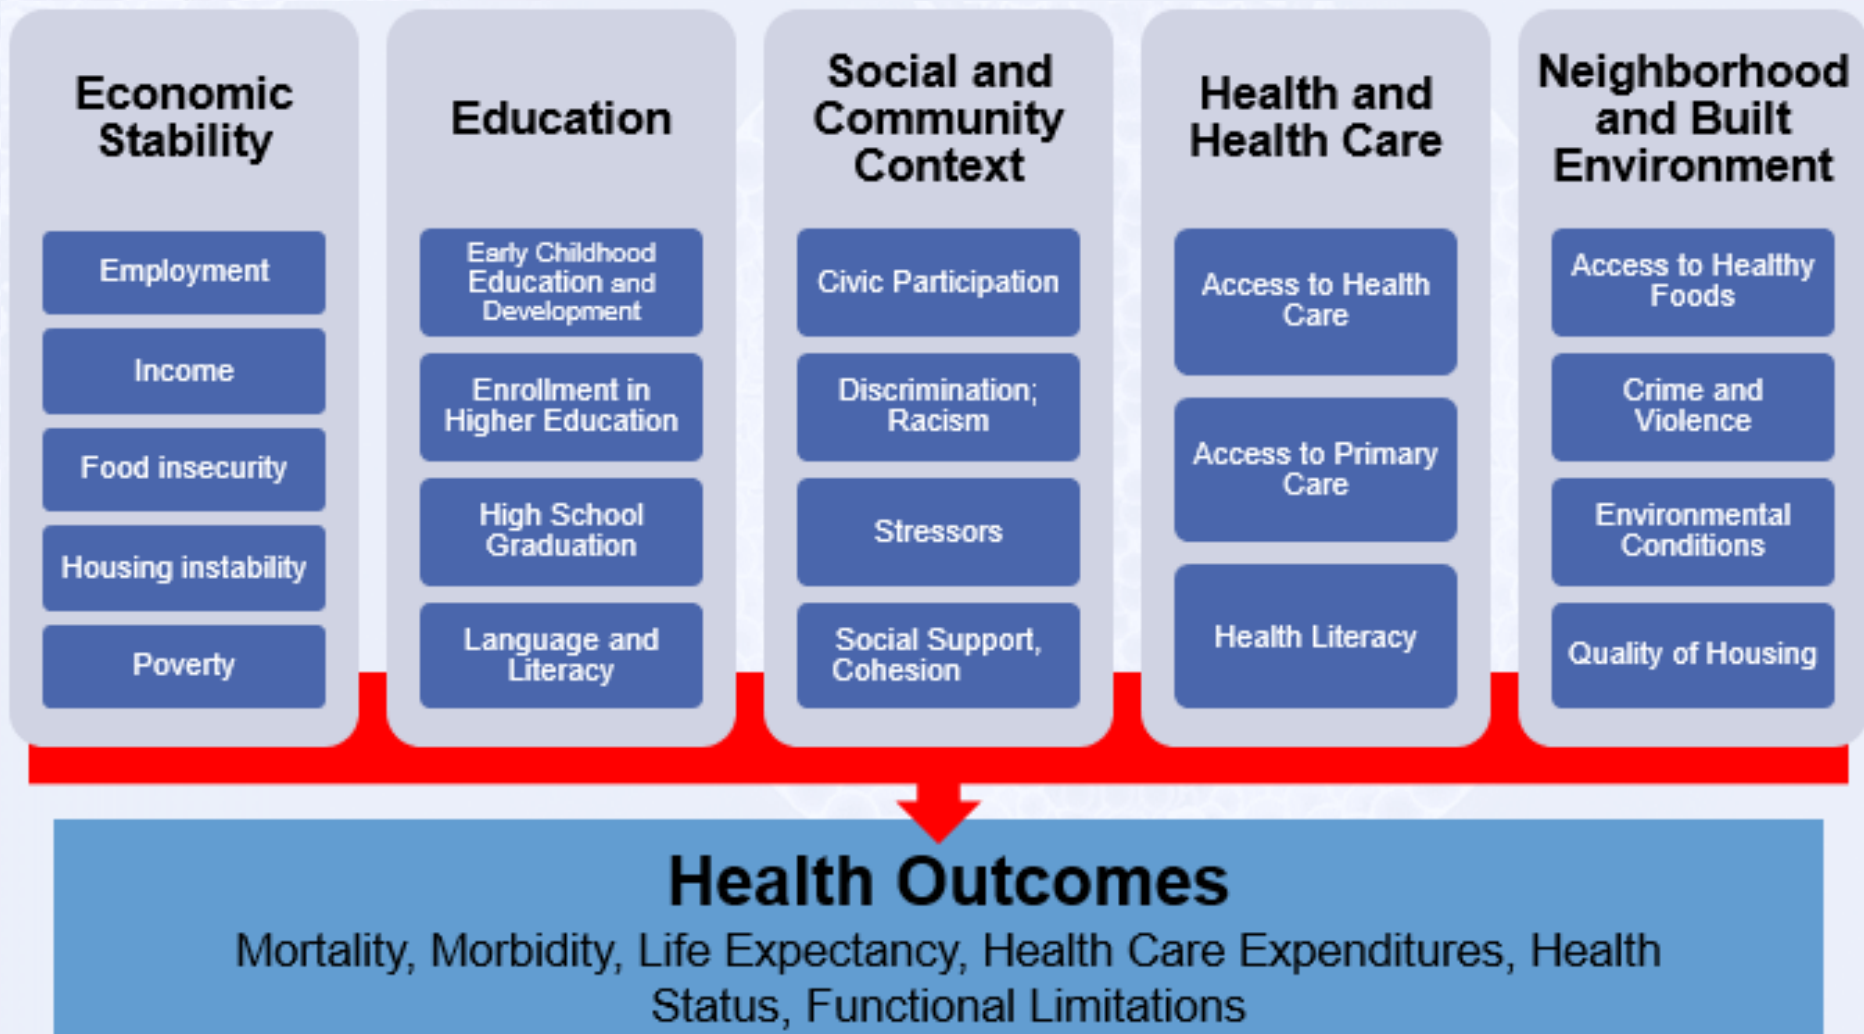 Economic
Stability
Employment
Income
Food insecurity
Housing instability
Poverty
Education
Early Childhood
Education and
Development
Enrollment in
Higher Education
High School
Graduation
Language and
Literacy
Social and
Community
Context
Civic Participation
Discrimination;
Racism
Stressors
Social Support,
Cohesion
Health and
Health Care
Access to Health
Care
Access to Primary
Care
Health Literacy
Neighborhood
and Built
Environment
Access to Healthy
Foods
Crime and
Violence
Environmental
Conditions
Quality of Housing
Health Outcomes
Mortality, Morbidity, Life Expectancy, Health Care Expenditures, Health
Status, Functional Limitations